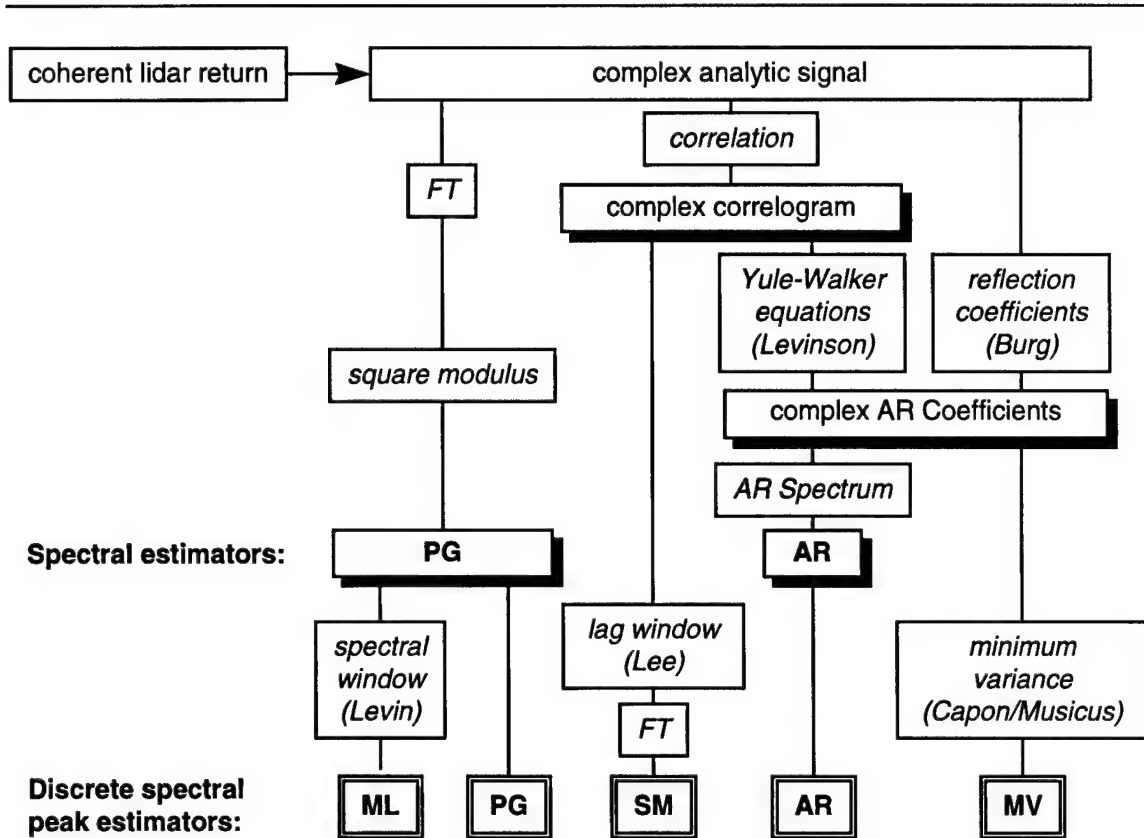 coherent lidar return
complex analytic signal
correlation
FT
complex correlogram
Yule-Walker
equations
(Levinson)
reflection
coefficients
(Burg)
square modulus
complex AR Coefficients
AR Spectrum
Spectral estimators:
PG
AR
spectral
window
(Levin)
lag window
(Lee)
FT
minimum
variance
(Capon/Musicus)
Discrete spectral
peak estimators:
ML
PG
SM
AR
MV